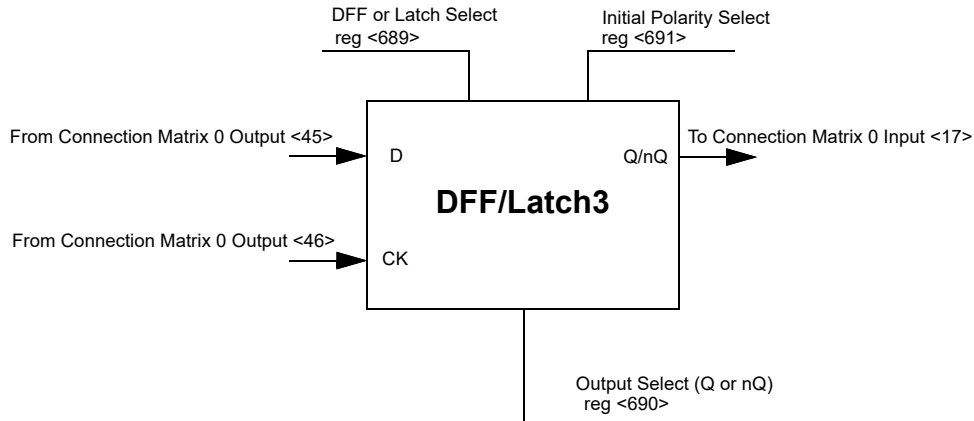 DFF or Latch Select
reg <689>
Initial Polarity Select
reg <691>
From Connection Matrix 0 Output <45>
D
Q/nQ
To Connection Matrix 0 Input <17>
DFF/Latch3
From Connection Matrix 0 Output <46>
CK
Output Select (Q or nQ)
reg <690>